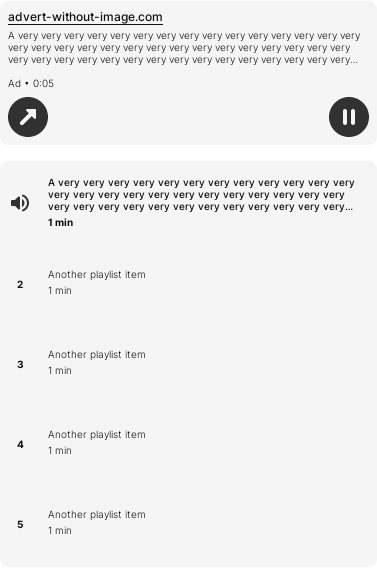 advert-without-image.com
A very very very very very very very very very very very very very very very
very very very very very very very very very very very very very very very
very very very very very very very very very very very very very very very...
Ad • 0:05
A very very very very very very very very very very very very
very very very very very very very very very very very very
very very very very very very very very very very very very...
1 min
Another playlist item
2
1 min
Another playlist item
3
1 min
Another playlist item
4
1 min
Another playlist item
5
1 min